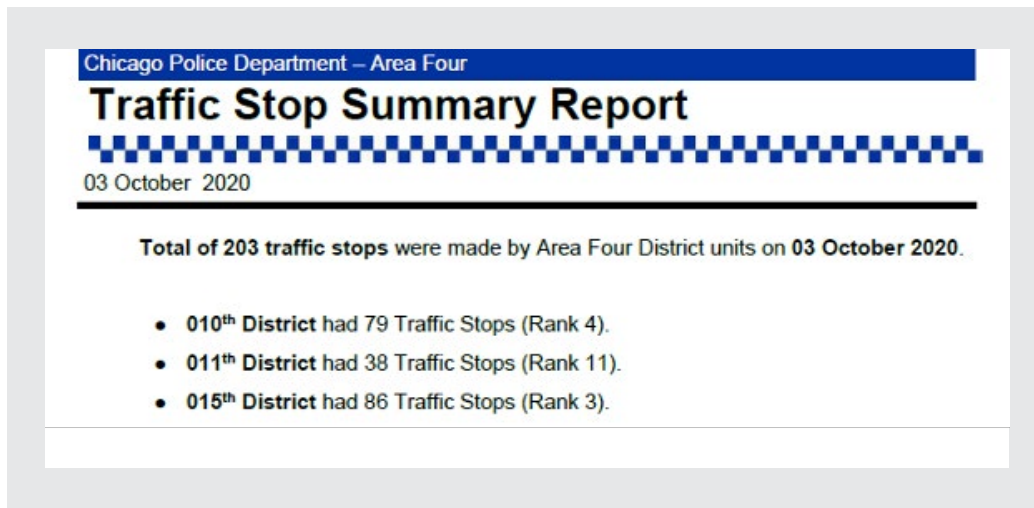 Chicago Police Department – Area Four
Traffic Stop Summary Report
03 October 2020
Total of 203 traffic stops were made by Area Four District units on 03 October 2020.
● 010th District had 79 Traffic Stops (Rank 4).
● 011th District had 38 Traffic Stops (Rank 11).
● 015th District had 86 Traffic Stops (Rank 3).